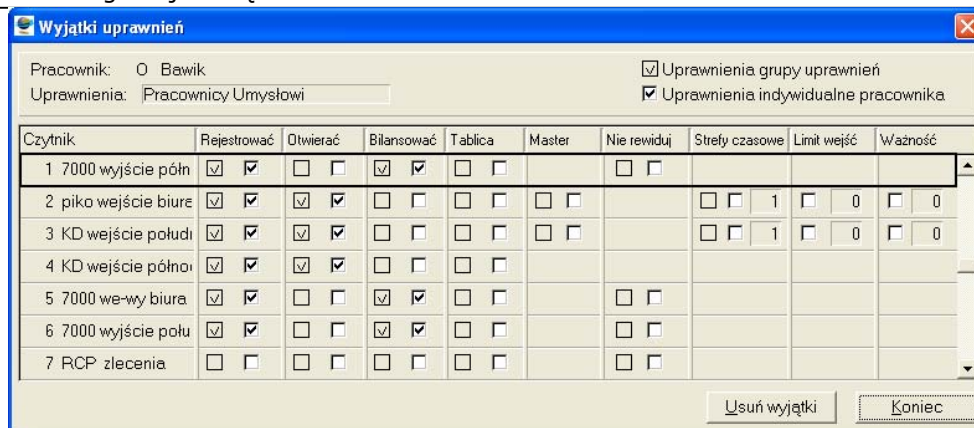 Wyjątki uprawnień
Pracownik: O Bawik
Uprawnienia: Pracownicy Umysłowi
Uprawnienia grupy uprawnień
Uprawnienia indywidualne pracownika
Czytnik Rejestrować Otwierać Bilansować Tablica Master Nie rewiduj Strefy czasowe Limit wejść Ważność
1 7000 wyjście półn
2 piko wejście biure 1 0 0
3 KD wejście połudn 1 0 0
4 KD wejście półno
5 7000 we-wy biura
6 7000 wyjście połu
7 RCP zlecenia
Usuń wyjątki Koniec